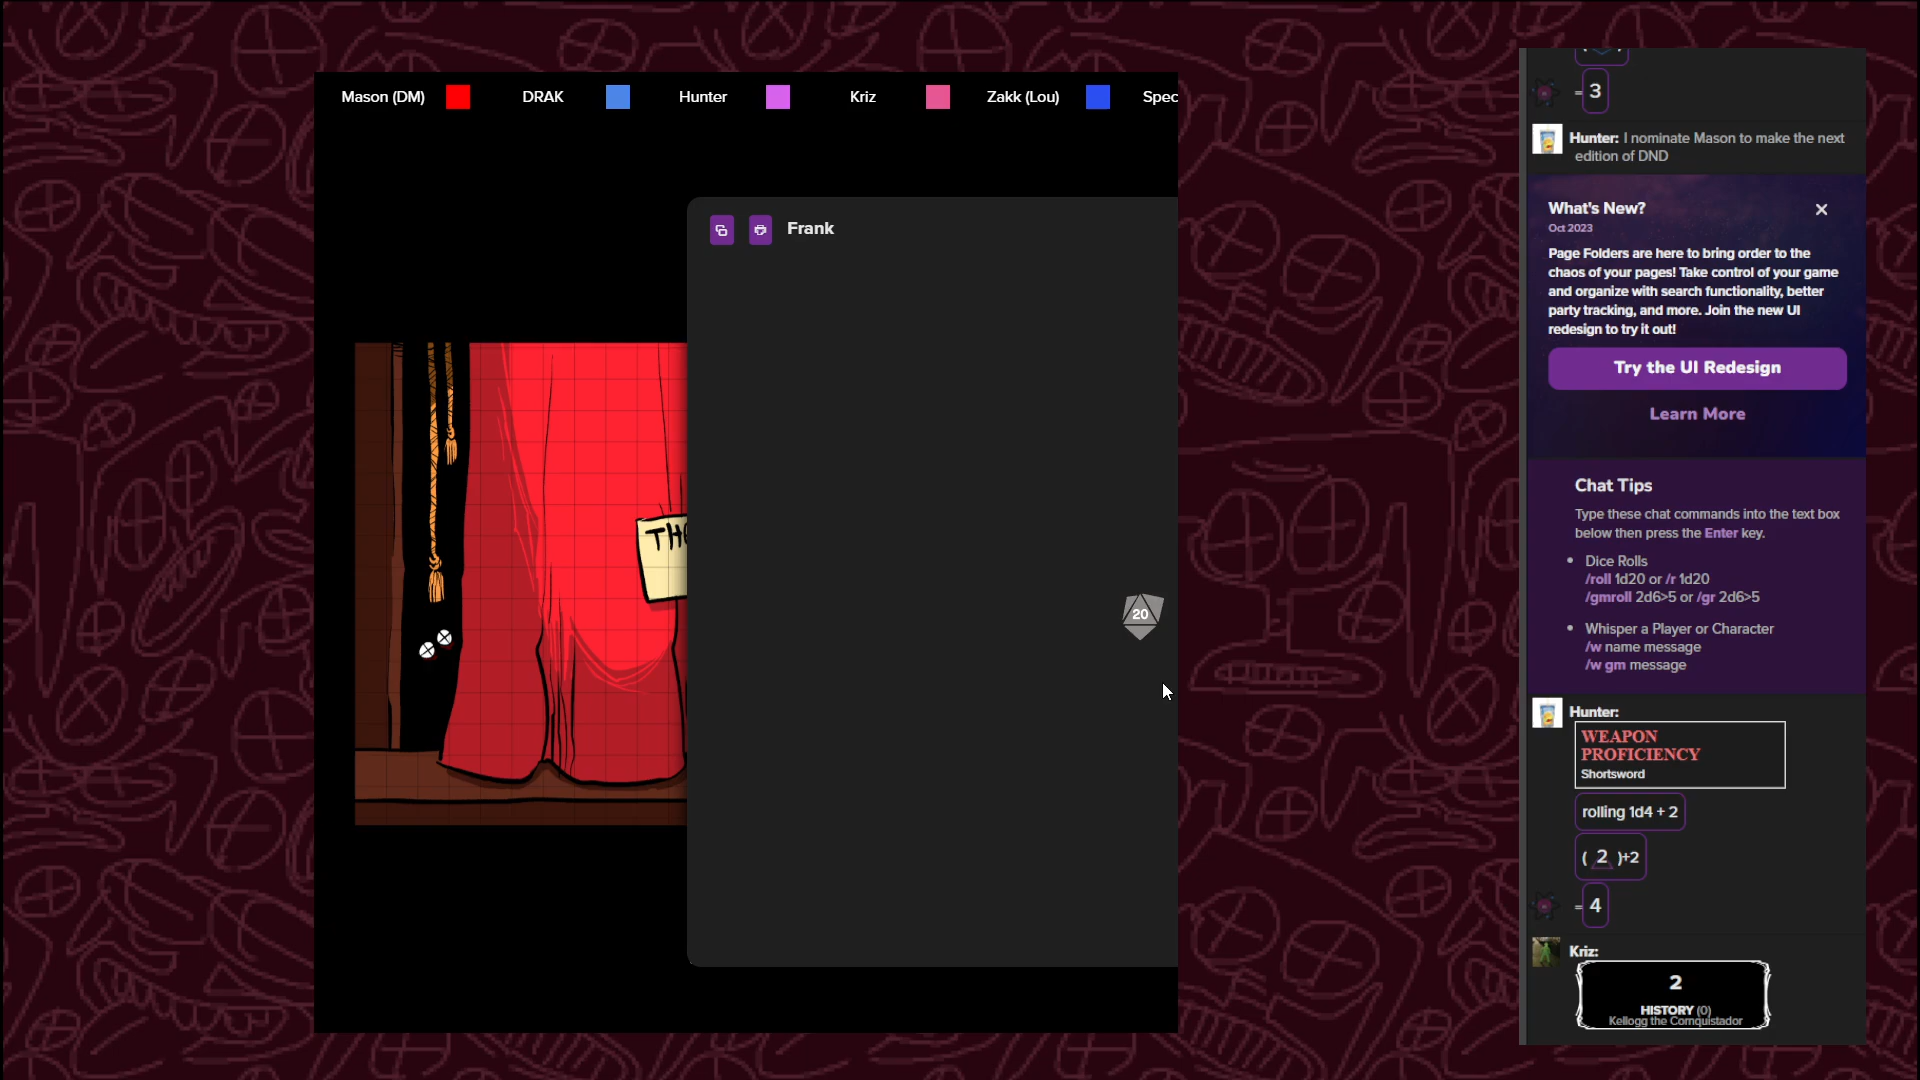 Mason (DM)
DRAK
Hunter
Kriz
Zakk (Lou)
Spec
Frank
20
= 3
Hunter: I nominate Mason to make the next
edition of DND
What's New?
Oct 2023
Page Folders are here to bring order to the
chaos of your pages! Take control of your game
and organize with search functionality, better
party tracking, and more. Join the new UI
redesign to try it out!
Try the UI Redesign
Learn More
Chat Tips
Type these chat commands into the text box
below then press the Enter key.
• Dice Rolls
/roll 1d20 or /r 1d20
/gmroll 2d6>5 or /gr 2d6>5
• Whisper a Player or Character
/w name message
/w gm message
Hunter:
WEAPON
PROFICIENCY
Shortsword
rolling 1d4 + 2
( 2 )+2
= 4
Kriz:
2
HISTORY (0)
Kellogg the Cornquistador